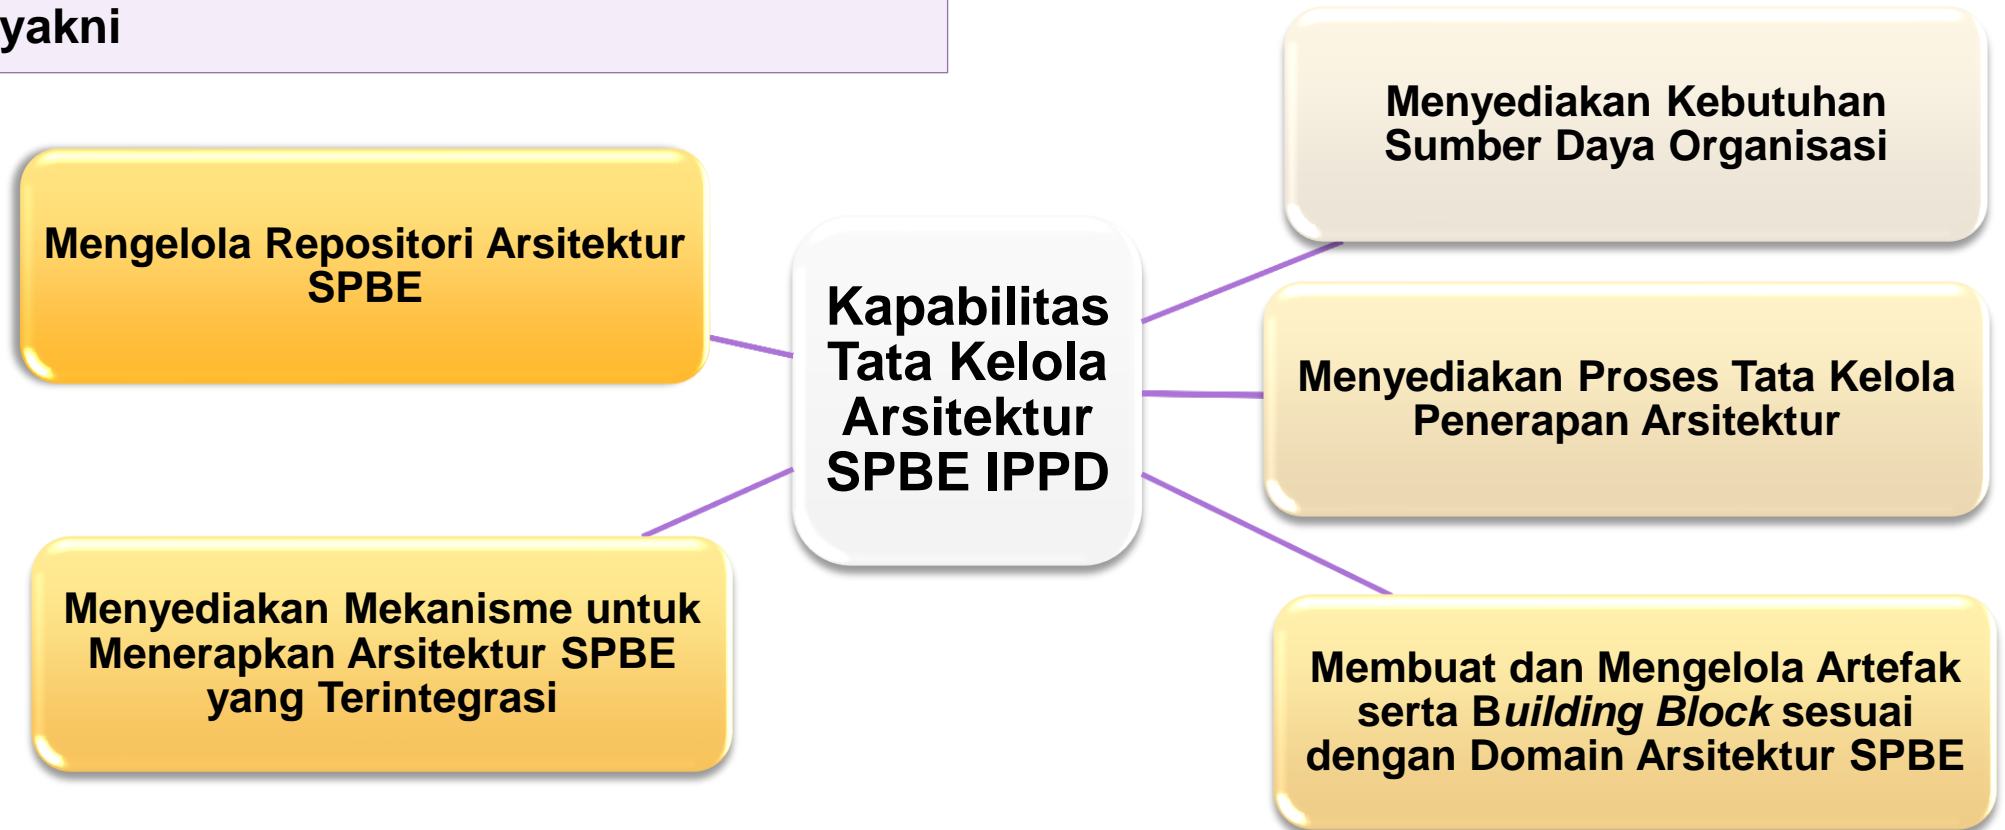 yakni
Mengelola Repositori Arsitektur
SPBE
Menyediakan Mekanisme untuk
Menerapkan Arsitektur SPBE
yang Terintegrasi
Kapabilitas
Tata Kelola
Arsitektur
SPBE IPPD
Menyediakan Kebutuhan
Sumber Daya Organisasi
Menyediakan Proses Tata Kelola
Penerapan Arsitektur
Membuat dan Mengelola Artefak
serta Building Block sesuai
dengan Domain Arsitektur SPBE